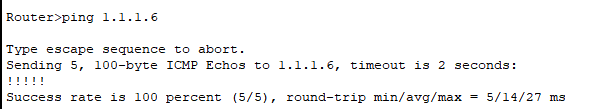 Router>ping 1.1.1.6
Type escape sequence to abort.
Sending 5, 100-byte ICMP Echos to 1.1.1.6, timeout is 2 seconds:
!!!!!
Success rate is 100 percent (5/5), round-trip min/avg/max = 5/14/27 ms